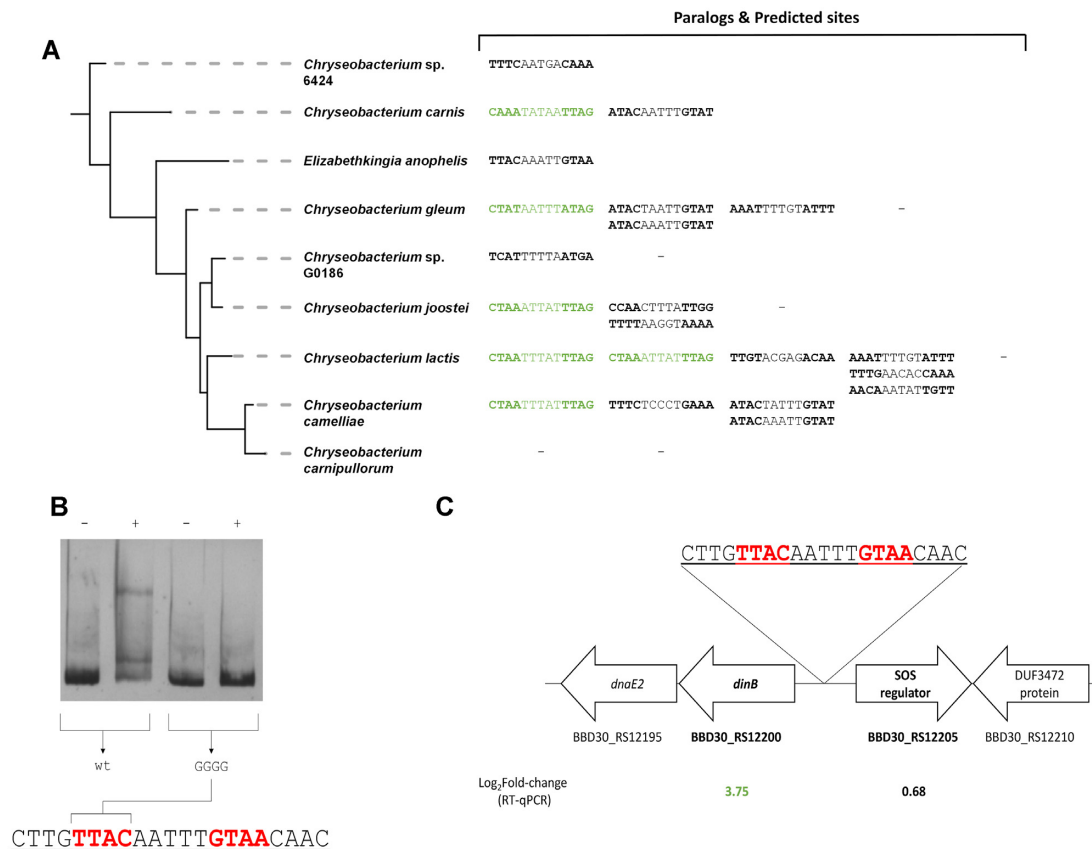 Paralogs & Predicted sites
A
Chryseobacterium sp. 6424 TTTCAATGACAAA
Chryseobacterium carnis CAAATATAATTAG ATACAATTTGTAT
Elizabethkingia anophelis TTACAAATTGTAA
Chryseobacterium gleum CTATAATTTATAG ATACTAATTGTAT AAATTTTGTATTT –
ATACAAATTGTAT
Chryseobacterium sp. G0186 TCATTTTTAATGA –
Chryseobacterium joostei CTAAATTATTTAG CCAACTTTATTGG –
TTTTAAGGTAAAA
Chryseobacterium lactis CTAATTTATTTAG CTAAATTATTTAG TTGTACGAGACAA AAATTTTGTATTT –
TTTGAACACCAAA
AACAAATATTGTT
Chryseobacterium camelliae CTAATTTATTTAG TTTCTCCCTGAAA ATACTATTTGTAT
ATACAAATTGTAT
Chryseobacterium carnipullorum – –
B
– + – +
wt GGGG
CTTGTTACAATTTGTAACAAC
C
CTTGTTACAATTTGTAACAAC
dnaE2 dinB SOS regulator DUF3472 protein
BBD30_RS12195 BBD30_RS12200 BBD30_RS12205 BBD30_RS12210
Log2Fold-change (RT-qPCR) 3.75 0.68